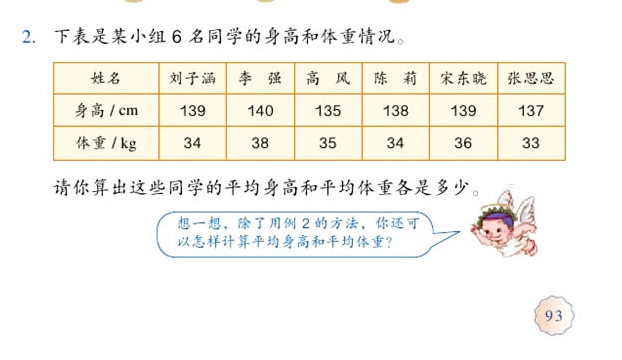 2. 下表是某小组 6 名同学的身高和体重情况。
姓名 刘子涵 李 强 高 风 陈 莉 宋东晓 张思思
身高 / cm 139 140 135 138 139 137
体重 / kg 34 38 35 34 36 33
请你算出这些同学的平均身高和平均体重各是多少。
想一想，除了用例 2 的方法，你还可
以怎样计算平均身高和平均体重？
93